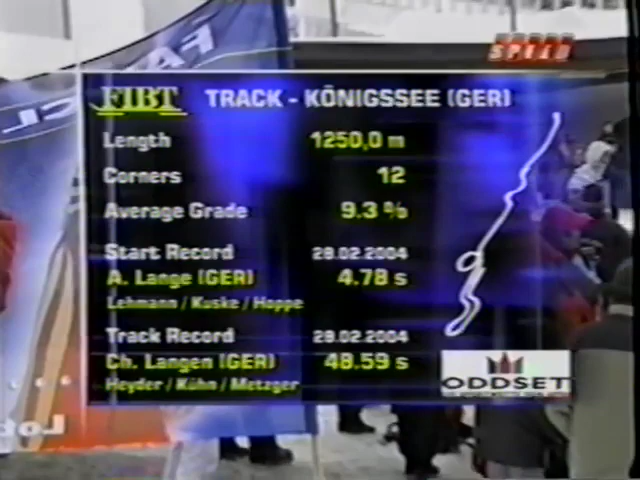 SPEED
FIBT TRACK - KÖNIGSSEE (GER)
Length 1250,0 m
Corners 12
Average Grade 9.3 %
Start Record 29.02.2004
A. Lange (GER) 4.78 s
Lehmann / Kuske / Hoppe
Track Record 29.02.2004
Ch. Langen (GER) 48.59 s
Heyder / Kühn / Metzger
ODDSET